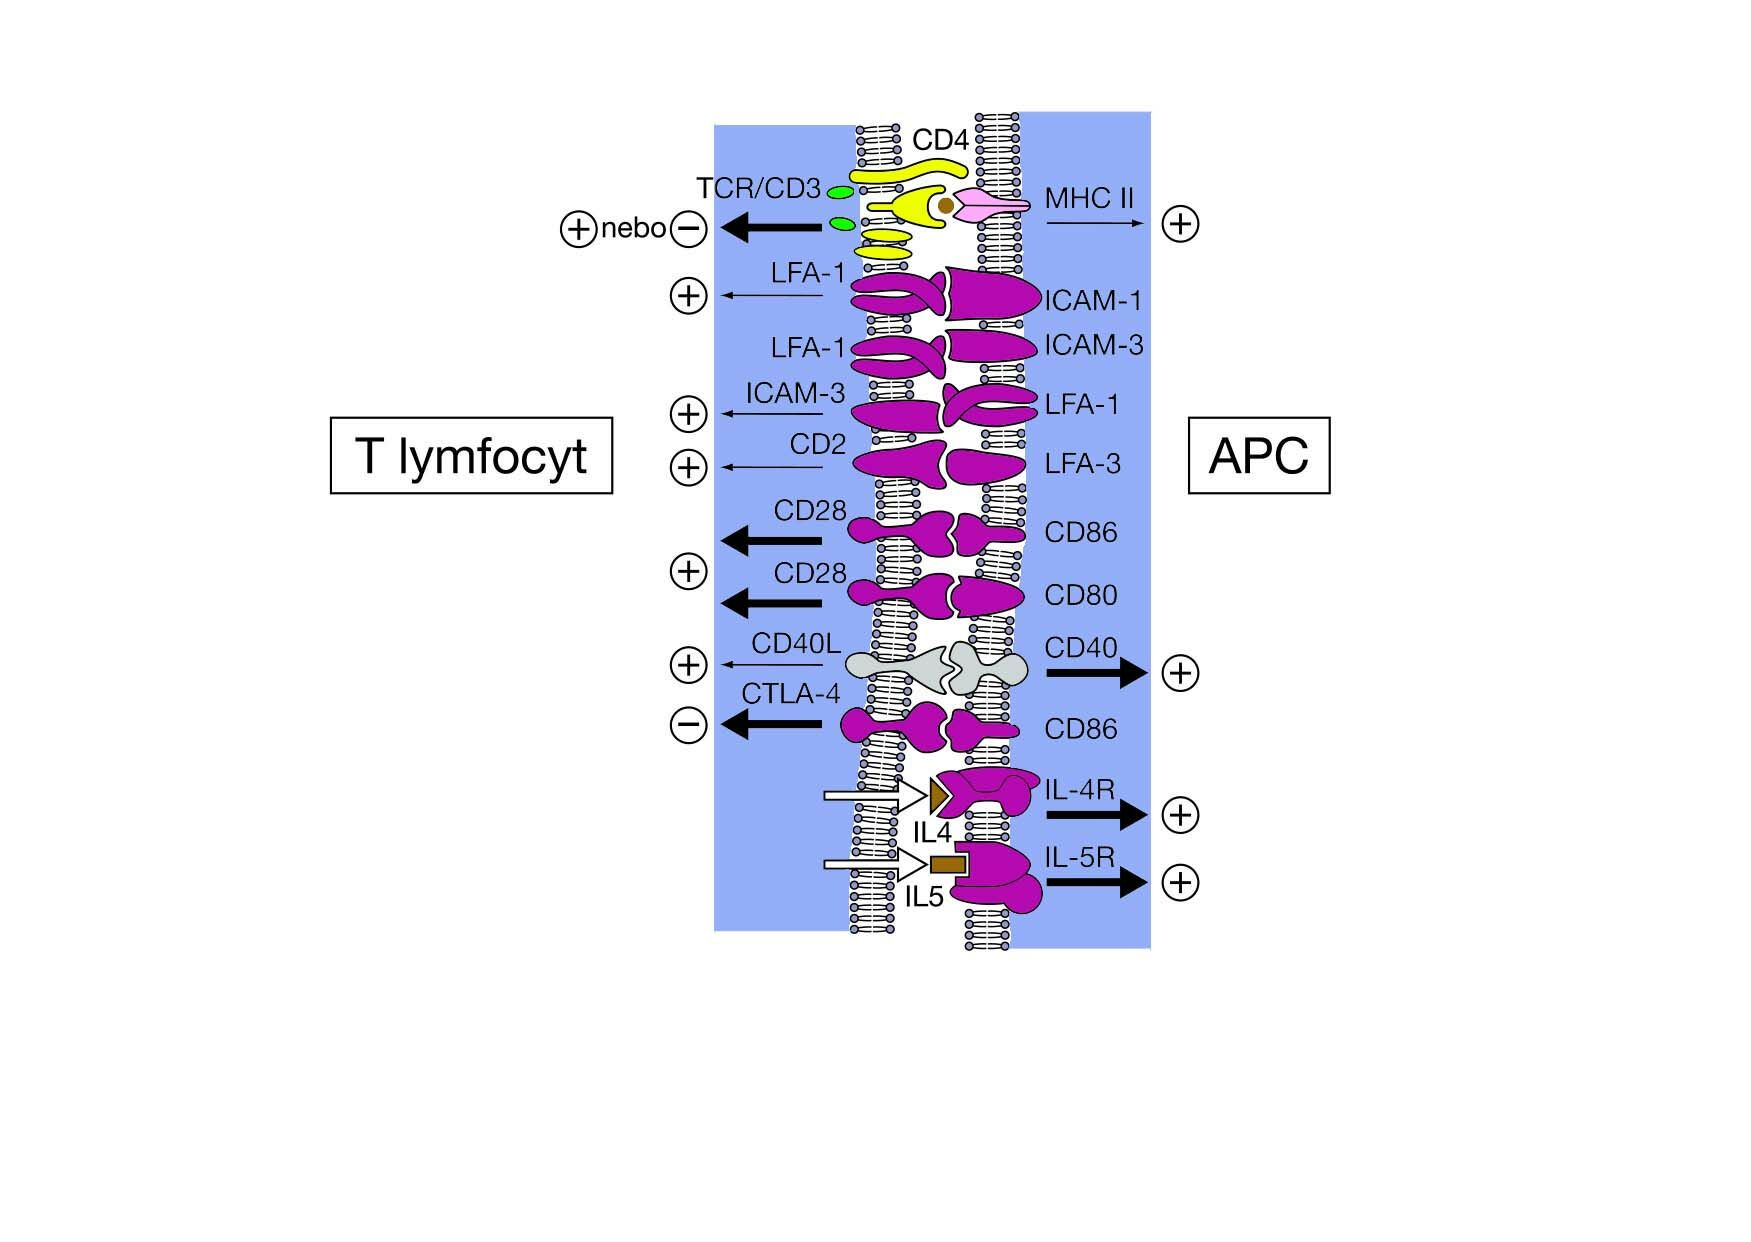 CD4
TCR/CD3
MHC II
+ nebo −
+
LFA-1
+
ICAM-1
LFA-1
ICAM-3
ICAM-3
+
LFA-1
CD2
+
LFA-3
T lymfocyt
APC
CD28
CD86
+
CD28
CD80
CD40L
+
CD40
+
CTLA-4
−
CD86
IL-4R
+
IL4
IL-5R
+
IL5